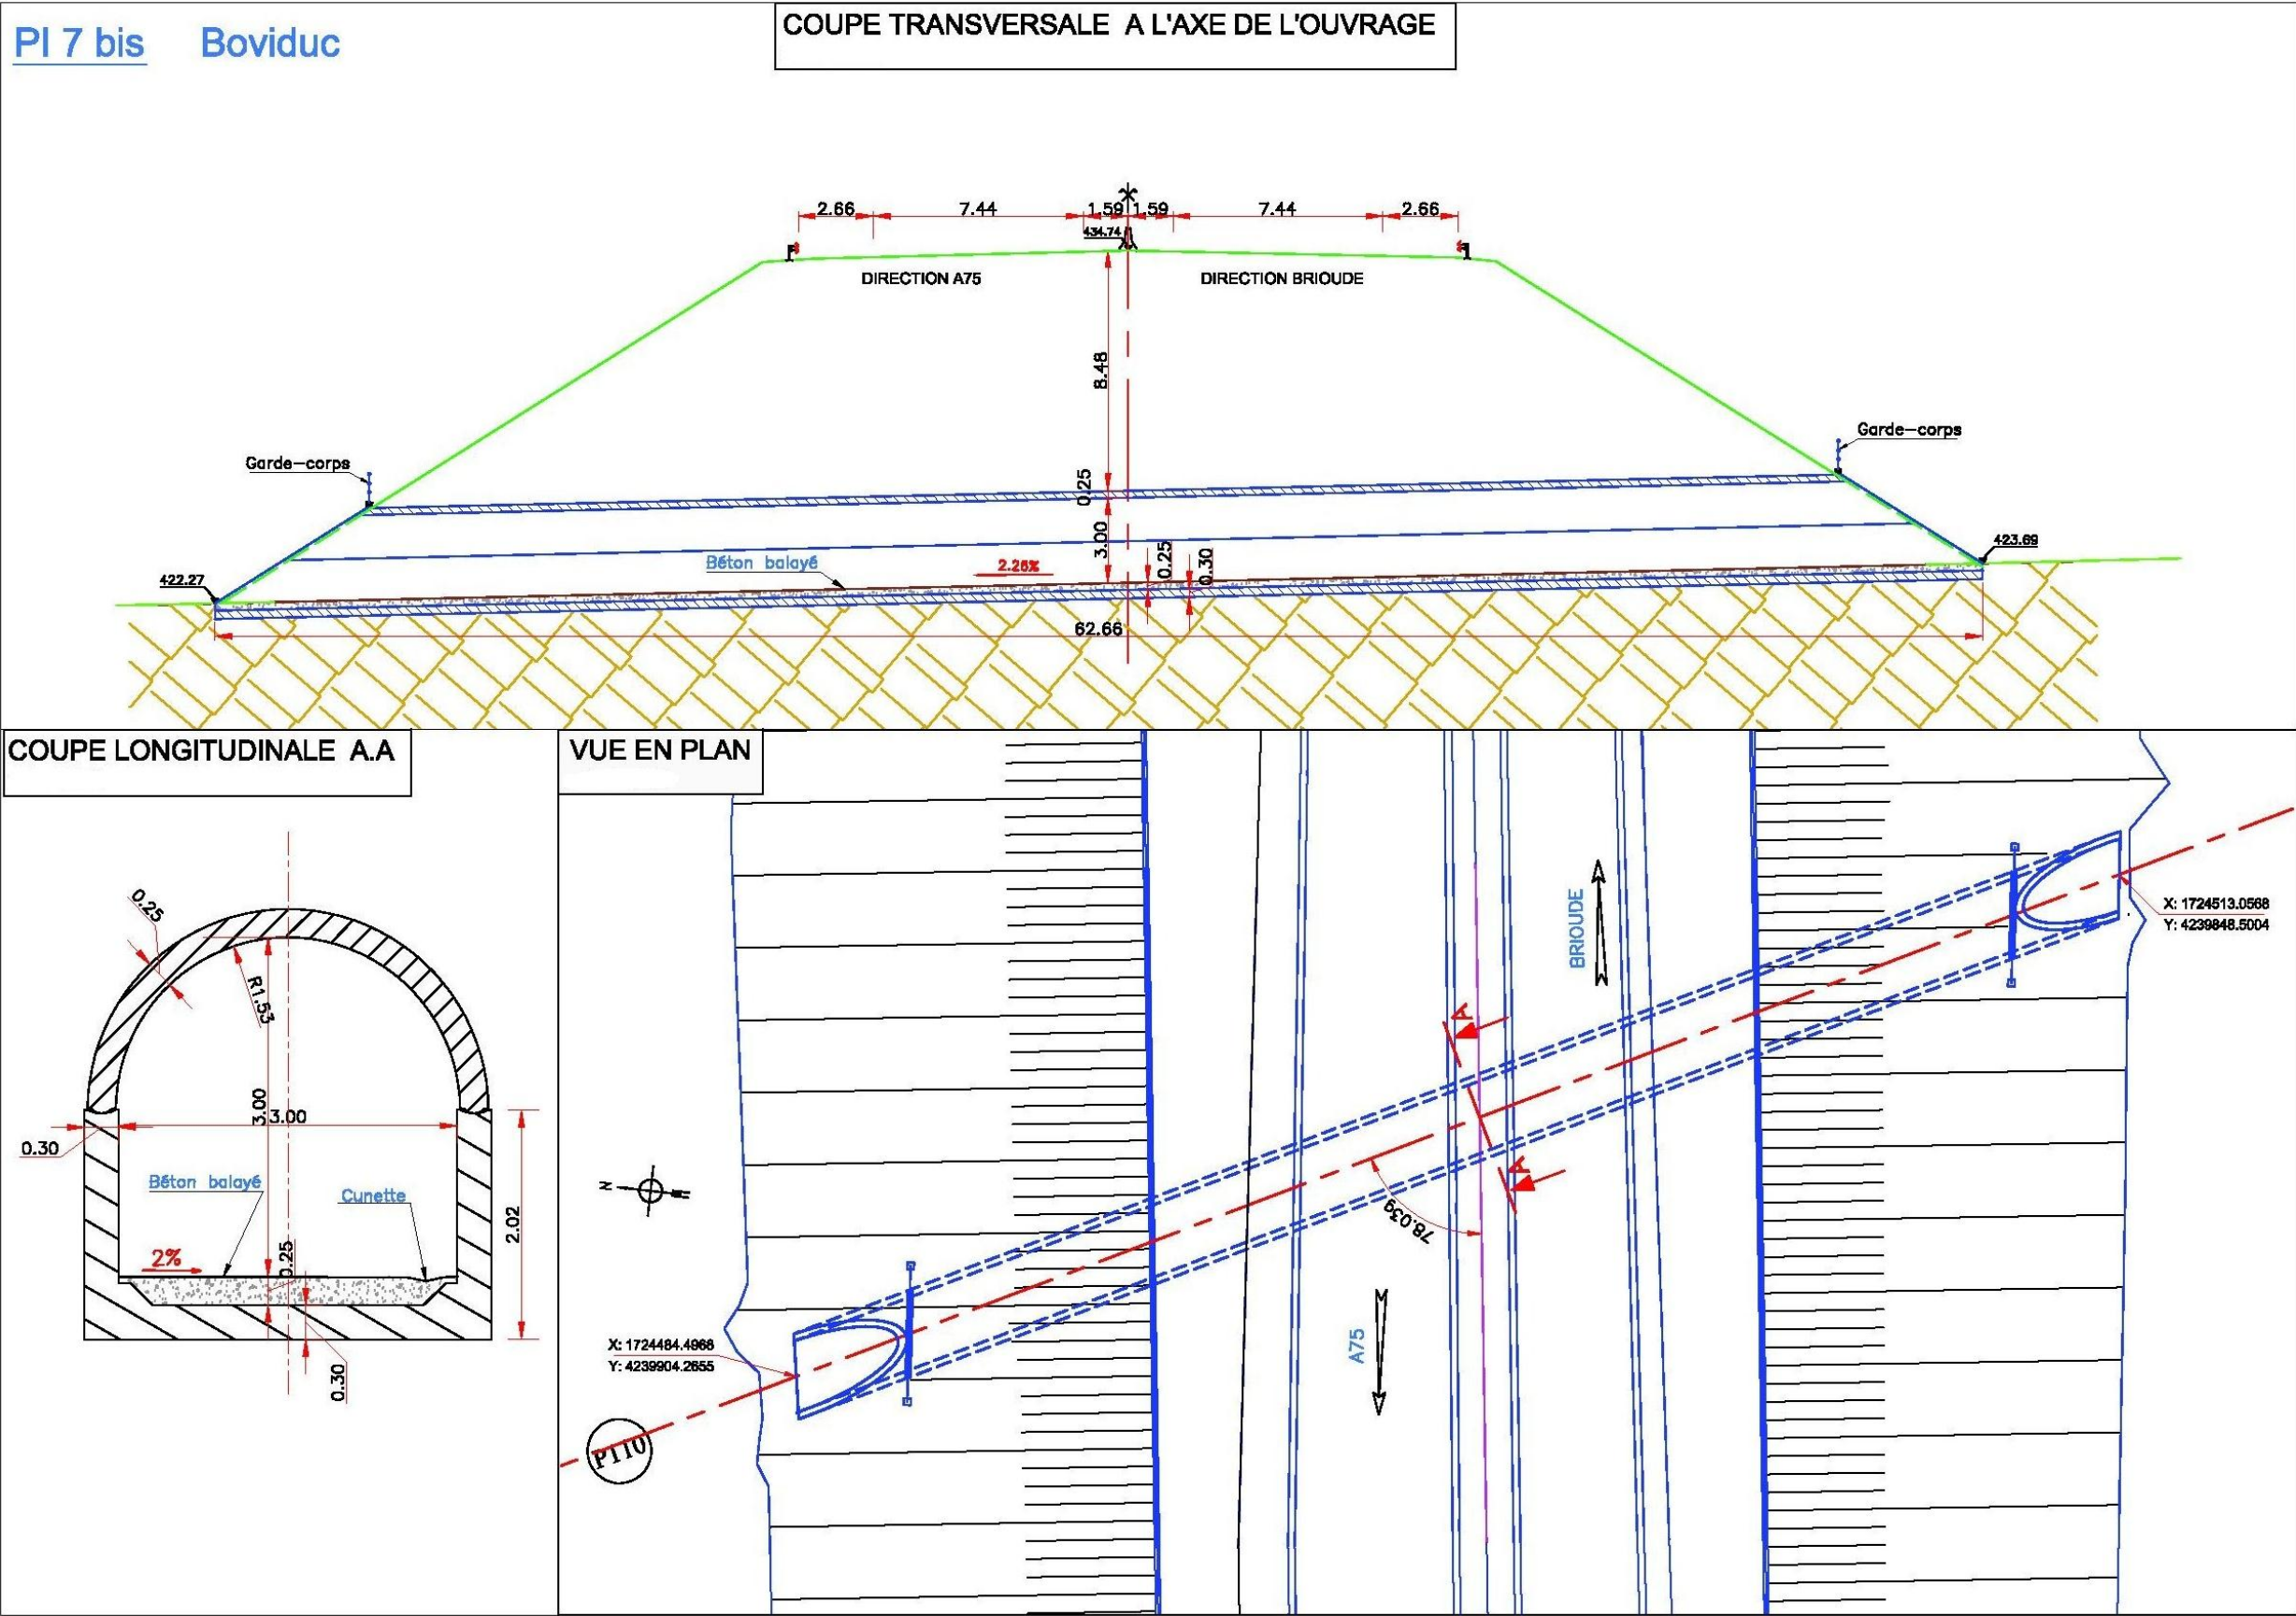 PI 7 bis Boviduc
COUPE TRANSVERSALE A L'AXE DE L'OUVRAGE
2.66 7.44 1.59 1.59 7.44 2.66
434.74
DIRECTION A75 DIRECTION BRIOUDE
8.48
Garde-corps
Garde-corps
0.25
3.00
0.25
0.30
Béton balayé
2.26%
422.27
423.69
62.66
COUPE LONGITUDINALE A.A
0.25
R1.53
3.00
3.00
0.30
Béton balayé
Cunette
2.02
2%
0.25
0.30
VUE EN PLAN
BRIOUDE
X: 1724513.0568
Y: 4239848.5004
A
A
N
78.03g
A75
X: 1724484.4968
Y: 4239904.2655
PI10